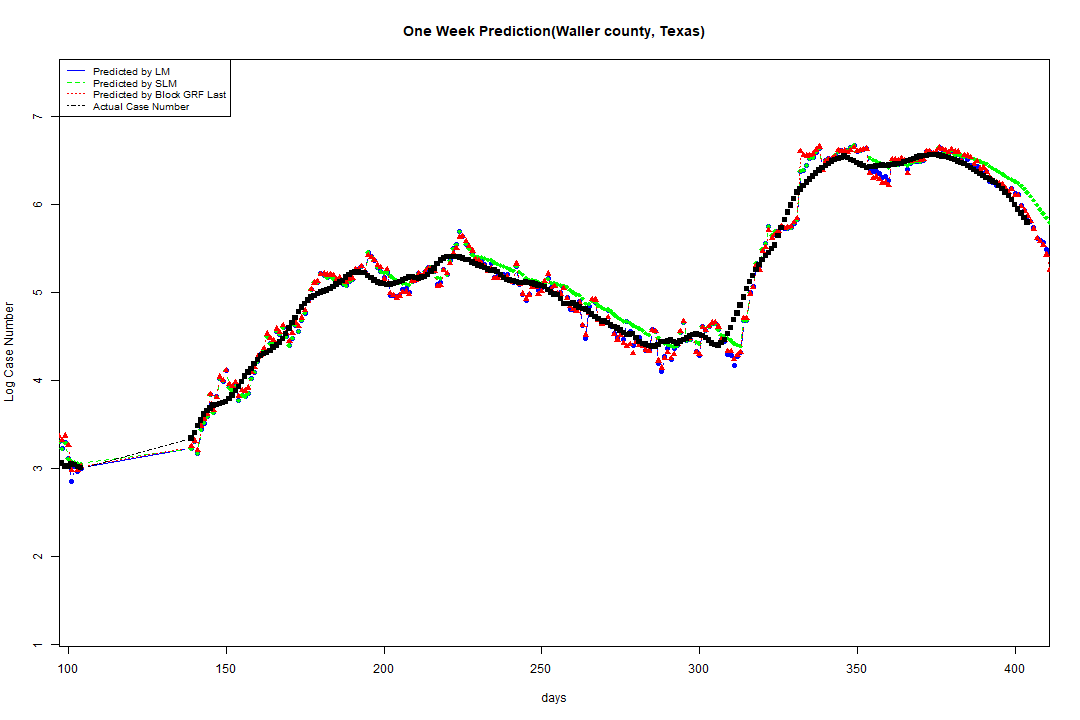 One Week Prediction(Waller county, Texas)
Predicted by LM
Predicted by SLM
Predicted by Block GRF Last
Actual Case Number
7
6
5
4
3
2
1
Log Case Number
100 150 200 250 300 350 400
days